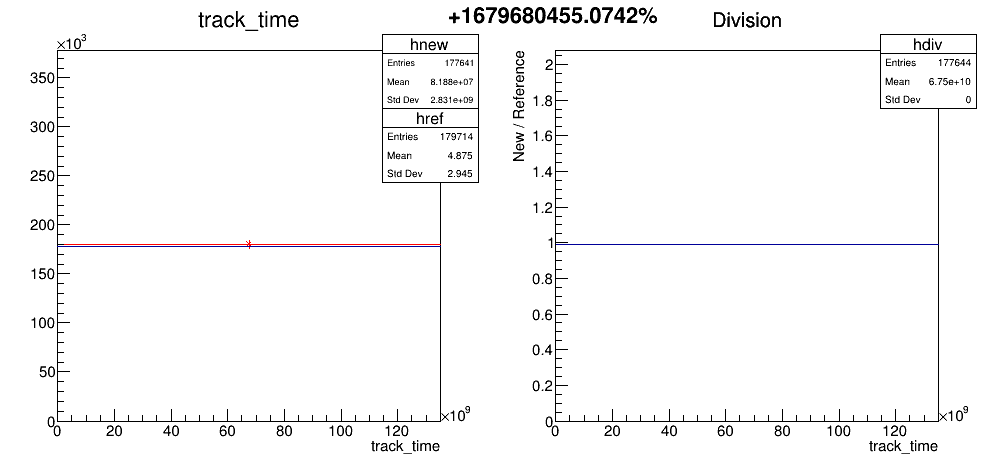 +1679680455.0742%
track_time
×10³
350
300
250
200
150
100
50
0
0 20 40 60 80 100 120
×10⁹
track_time
hnew
Entries 177641
Mean 8.188e+07
Std Dev 2.831e+09
href
Entries 179714
Mean 4.875
Std Dev 2.945
Division
New / Reference
2
1.8
1.6
1.4
1.2
1
0.8
0.6
0.4
0.2
0
0 20 40 60 80 100 120
×10⁹
track_time
hdiv
Entries 177644
Mean 6.75e+10
Std Dev 0